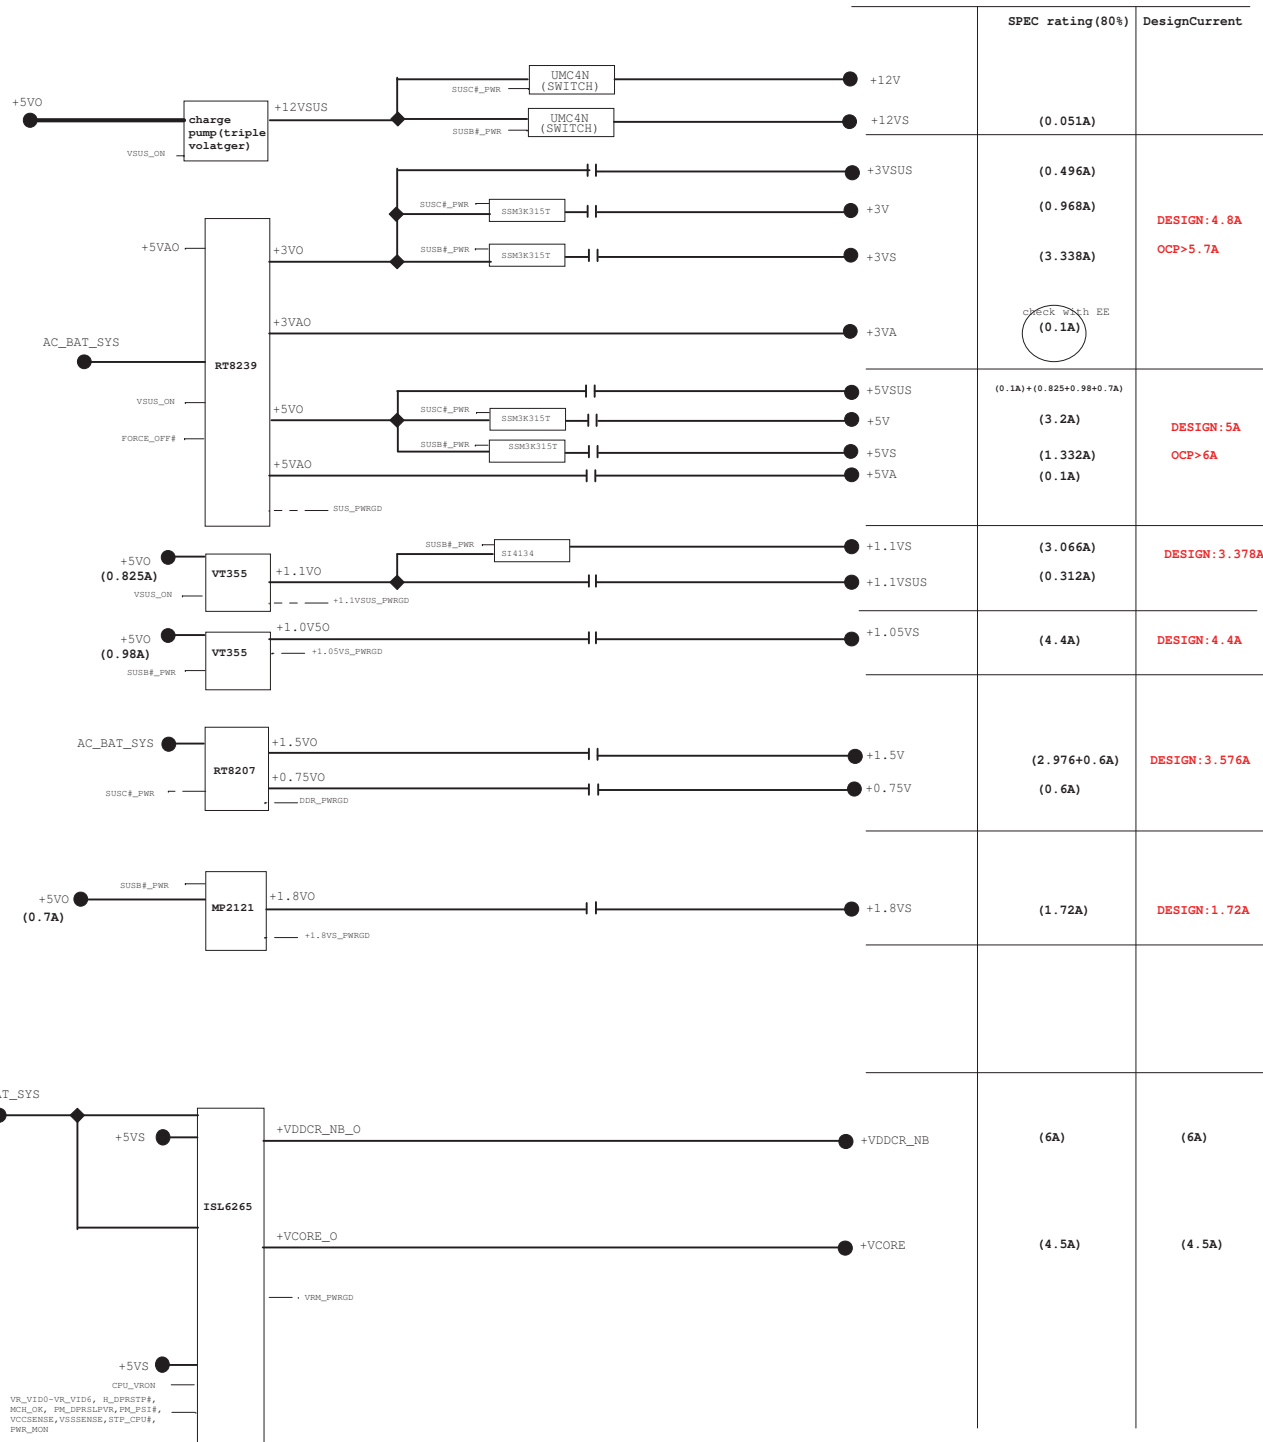 SPEC rating(80%) DesignCurrent
+5VO
charge
pump(triple
volatger)
VSUS_ON
+12VSUS
SUSC#_PWR
UMC4N
(SWITCH)
+12V
SUSB#_PWR
UMC4N
(SWITCH)
+12VS
(0.051A)
+3VSUS
(0.496A)
SUSC#_PWR
SSM3K315T
+3V
(0.968A)
DESIGN:4.8A
+5VAO
+3VO
SUSB#_PWR
SSM3K315T
+3VS
(3.338A)
OCP>5.7A
check with EE
+3VAO
+3VA
(0.1A)
AC_BAT_SYS
RT8239
VSUS_ON
FORCE_OFF#
+5VSUS
(0.1A)+(0.825+0.98+0.7A)
+5VO
SUSC#_PWR
SSM3K315T
+5V
(3.2A)
DESIGN:5A
SUSB#_PWR
SSM3K315T
+5VS
(1.332A)
OCP>6A
+5VAO
+5VA
(0.1A)
SUS_PWRGD
+5VO
(0.825A)
VSUS_ON
VT355
+1.1VO
SUSB#_PWR
SI4134
+1.1VS
(3.066A)
DESIGN:3.378A
+1.1VSUS
(0.312A)
+1.1VSUS_PWRGD
+5VO
(0.98A)
SUSB#_PWR
VT355
+1.0V5O
+1.05VS_PWRGD
+1.05VS
(4.4A)
DESIGN:4.4A
AC_BAT_SYS
SUSC#_PWR
RT8207
+1.5VO
+1.5V
(2.976+0.6A)
DESIGN:3.576A
+0.75VO
+0.75V
(0.6A)
DDR_PWRGD
SUSB#_PWR
+5VO
(0.7A)
MP2121
+1.8VO
+1.8VS_PWRGD
+1.8VS
(1.72A)
DESIGN:1.72A
AT_SYS
+5VS
ISL6265
+VDDCR_NB_O
+VDDCR_NB
(6A)
(6A)
+VCORE_O
+VCORE
(4.5A)
(4.5A)
VRM_PWRGD
+5VS
CPU_VRON
VR_VID0-VR_VID6, H_DPRSTP#,
MCH_OK, PM_DPRSLPVR,PM_PSI#,
VCCSENSE,VSSSENSE,STP_CPU#,
PWR_MON